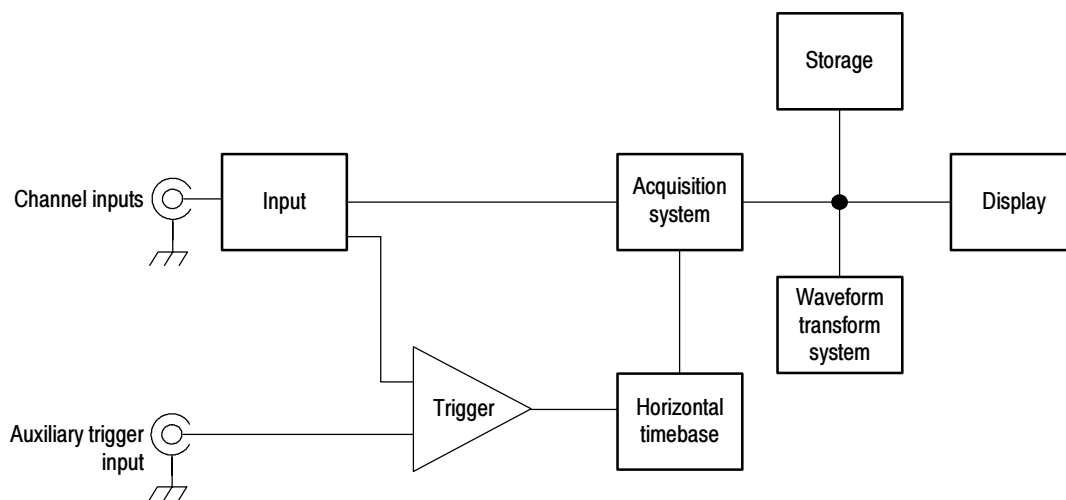 Storage
Channel inputs
Input
Acquisition
system
Display
Waveform
transform
system
Trigger
Horizontal
timebase
Auxiliary trigger
input